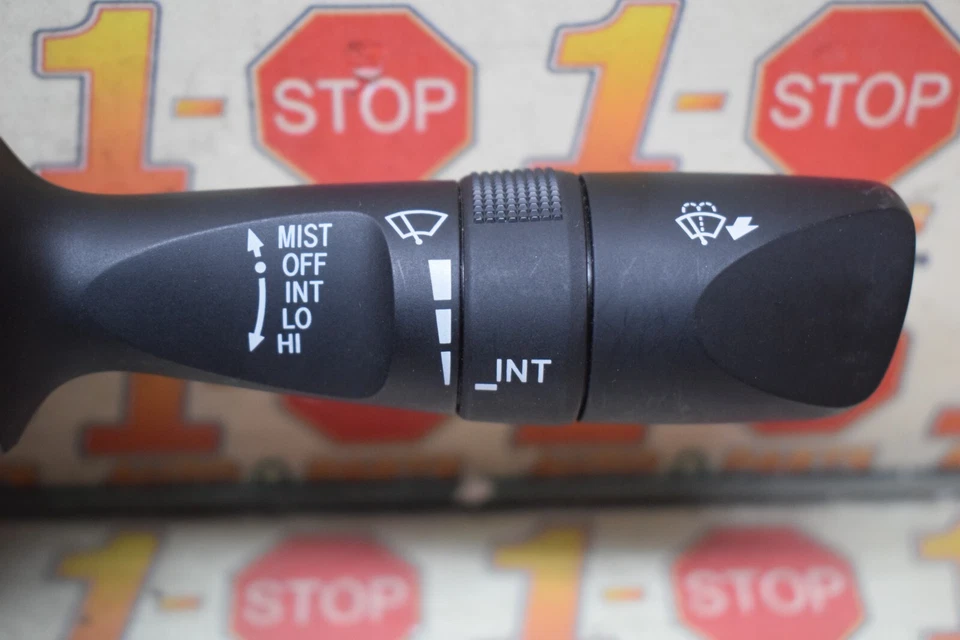 1-STOP
1-STOP
MIST
OFF
INT
LO
HI
_INT
1-STOP
1-STOP